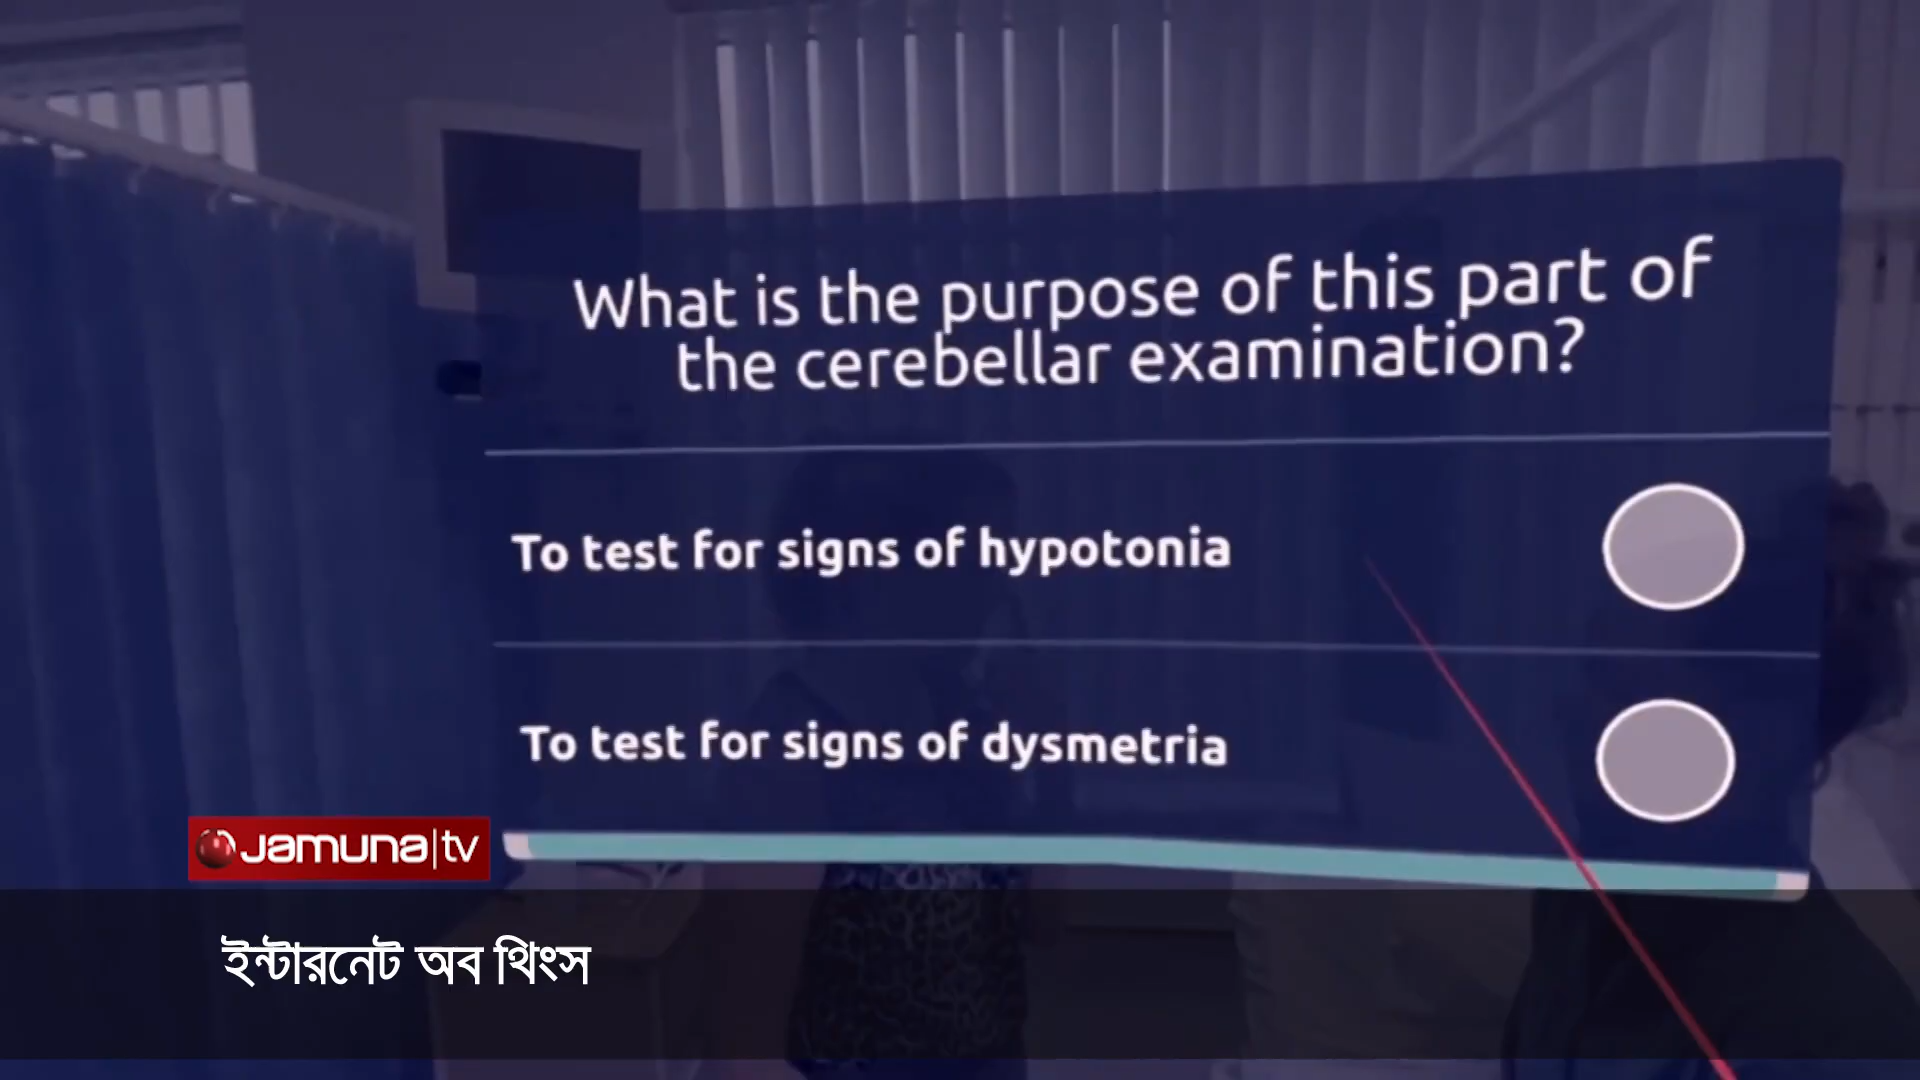 What is the purpose of this part of
the cerebellar examination?
To test for signs of hypotonia
To test for signs of dysmetria
Jamuna|tv
ইন্টারনেট অব থিংস